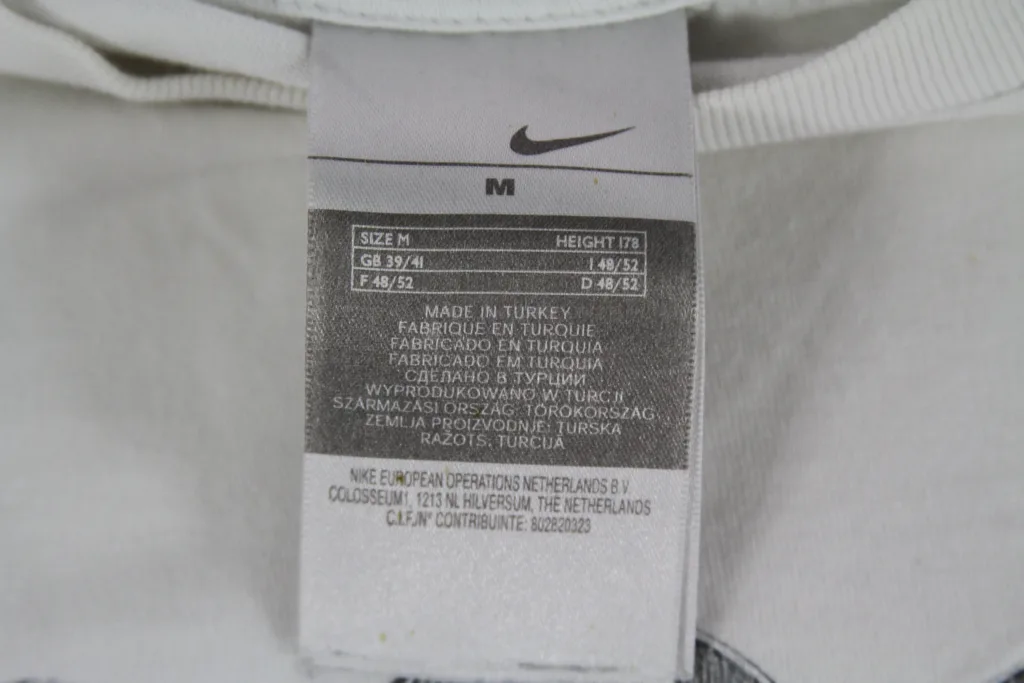 M
SIZE M HEIGHT 178
GB 39/41 I 48/52
F 48/52 D 48/52
MADE IN TURKEY
FABRIQUE EN TURQUIE
FABRICADO EN TURQUIA
FABRICADO EM TURQUIA
СДЕЛАНО В ТУРЦИИ
WYPRODUKOWANO W TURCJI
SZÁRMAZÁSI ORSZÁG: TÖRÖKORSZÁG
ZEMLJA PROIZVODNJE: TURSKA
RAŽOTS. TURCIJĀ
NIKE EUROPEAN OPERATIONS NETHERLANDS B.V.
COLOSSEUM1, 1213 NL HILVERSUM, THE NETHERLANDS
C.I.F./N° CONTRIBUINTE: 802820323